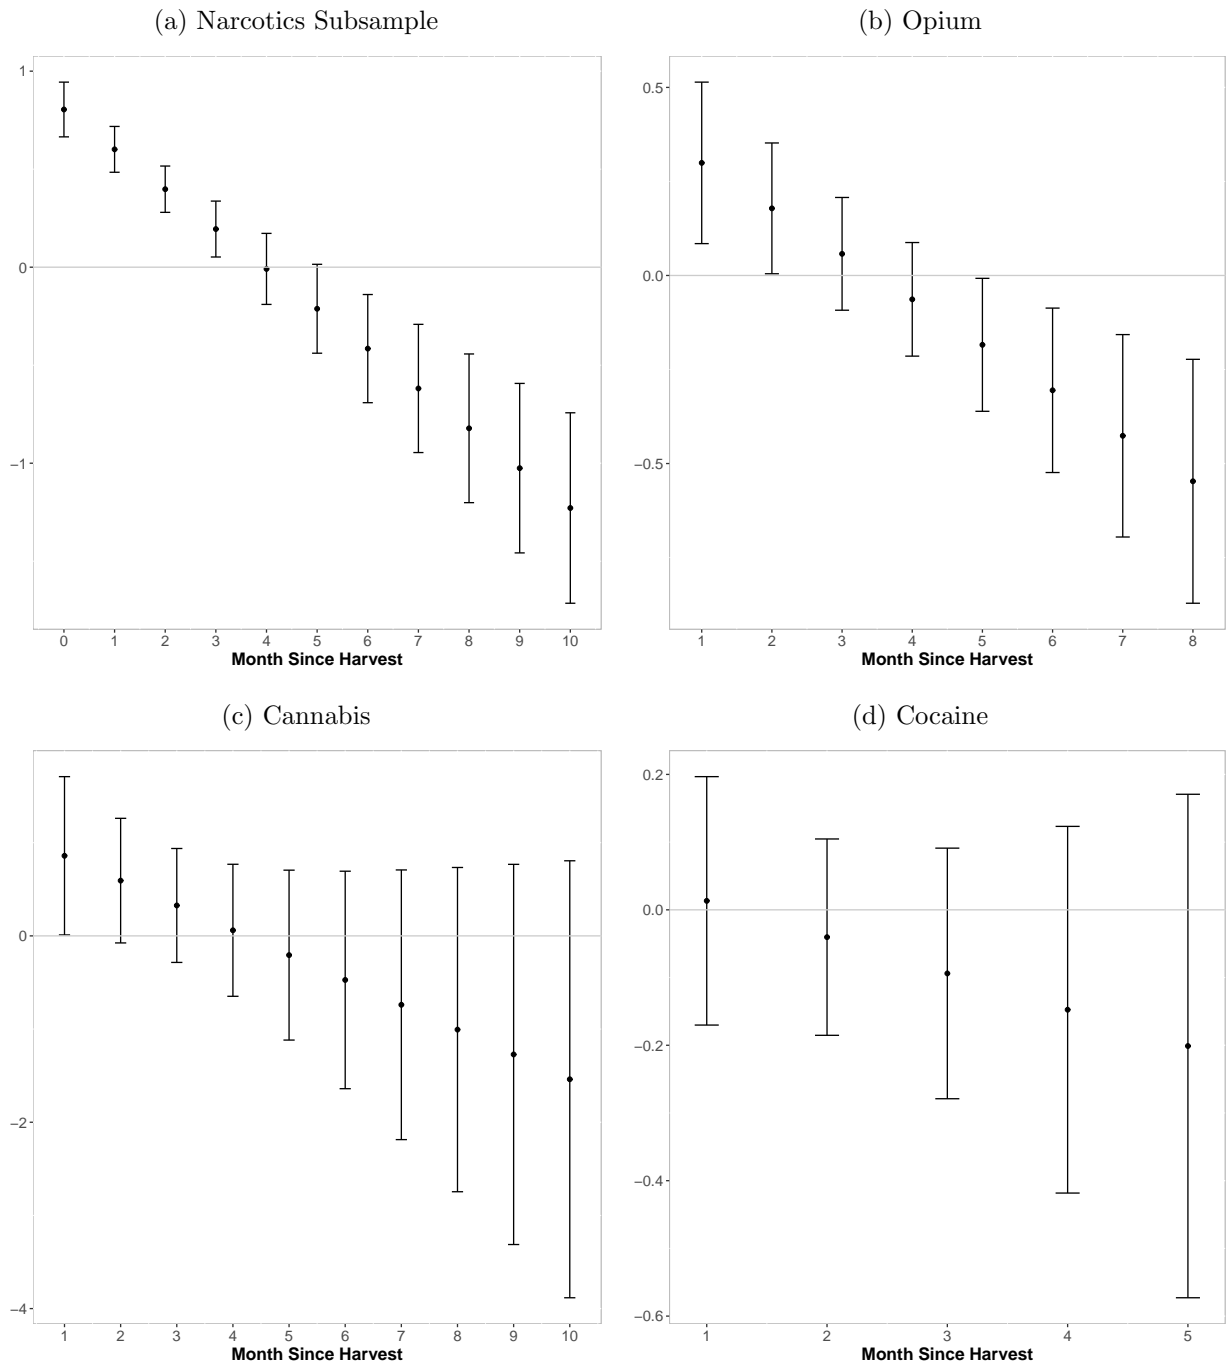 (a) Narcotics Subsample
1
0
−1
0 1 2 3 4 5 6 7 8 9 10
Month Since Harvest
(b) Opium
0.5
0.0
−0.5
1 2 3 4 5 6 7 8
Month Since Harvest
(c) Cannabis
0
−2
−4
1 2 3 4 5 6 7 8 9 10
Month Since Harvest
(d) Cocaine
0.2
0.0
−0.2
−0.4
−0.6
1 2 3 4 5
Month Since Harvest